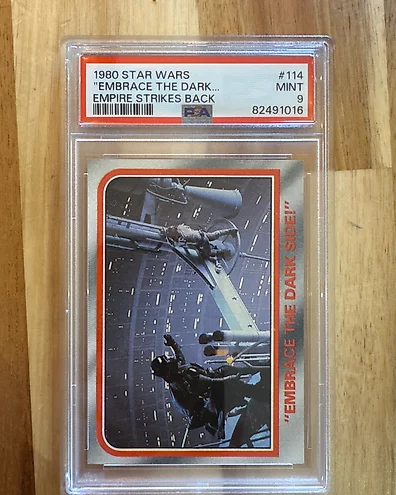 1980 STAR WARS #114
"EMBRACE THE DARK... MINT
EMPIRE STRIKES BACK 9
PSA 82491016
"EMBRACE THE DARK SIDE!"